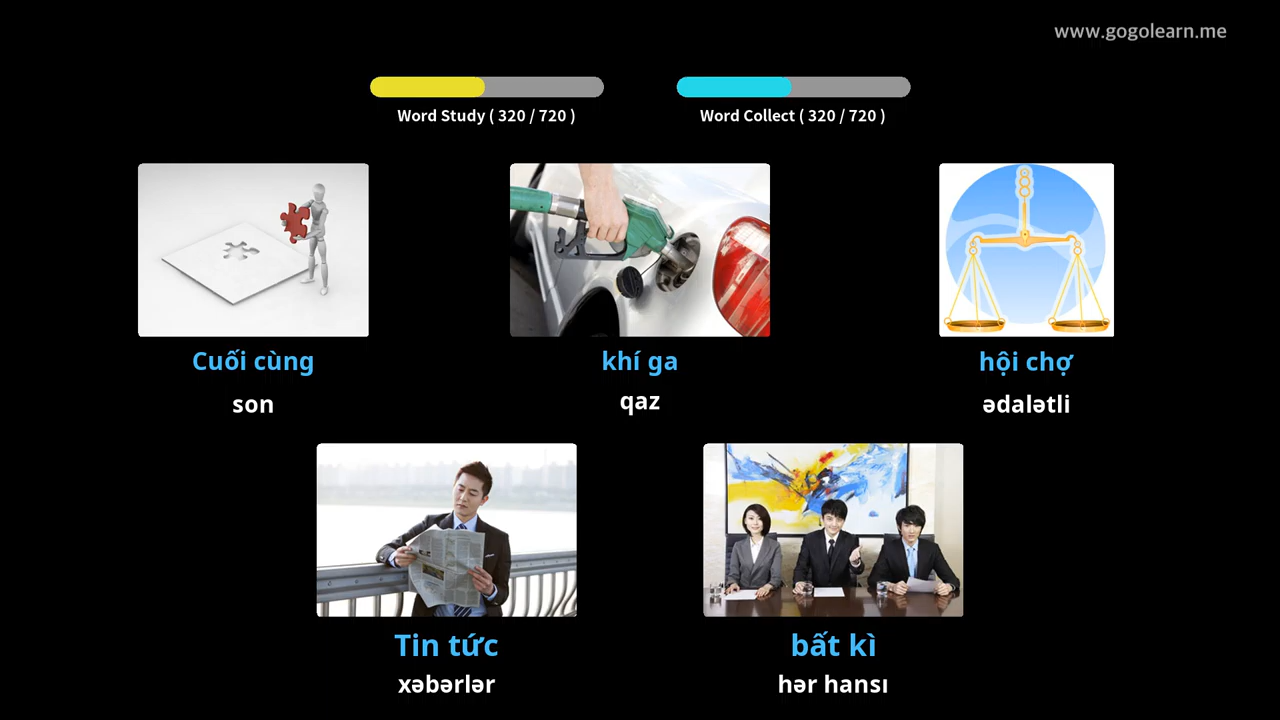 www.gogolearn.me
Word Study ( 320 / 720 )
Word Collect ( 320 / 720 )
Cuối cùng
son
khí ga
qaz
hội chợ
ədalətli
Tin tức
xəbərlər
bất kì
hər hansı